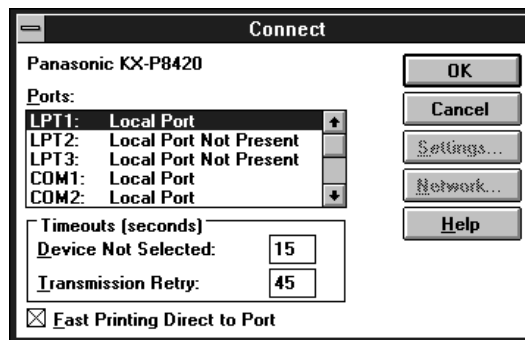 Connect
Panasonic KX-P8420
Ports:
LPT1: Local Port
LPT2: Local Port Not Present
LPT3: Local Port Not Present
COM1: Local Port
COM2: Local Port
Timeouts (seconds)
Device Not Selected: 15
Transmission Retry: 45
Fast Printing Direct to Port
OK
Cancel
Settings...
Network...
Help